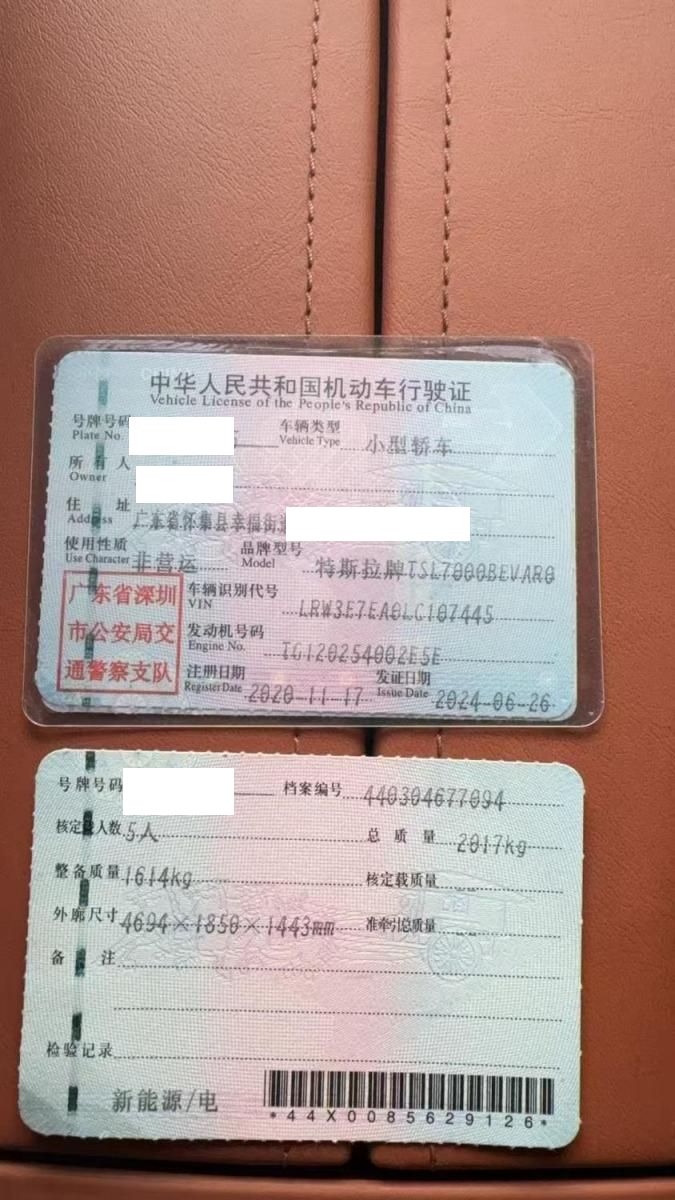 中华人民共和国机动车行驶证
Vehicle License of the People's Republic of China
号牌号码 车辆类型 小型轿车
Plate No. Vehicle Type
所有人
Owner
住址 广东省怀集县幸福街道
Address
使用性质 非营运 品牌型号 特斯拉牌TSL7000BEVAR0
Use Character Model
广东省深圳
市公安局交
通警察支队
车辆识别代号 LRW3E7EA0LC107445
VIN
发动机号码 TG120254002E5E
Engine No.
注册日期 2020-11-17 发证日期 2024-06-26
Register Date Issue Date
号牌号码 档案编号 440304677094
核定载人数 5人 总质量 2017kg
整备质量 1614kg 核定载质量 --
外廓尺寸 4694×1850×1443mm 准牵引总质量 --
备注
检验记录
新能源/电
*44X0085629126*